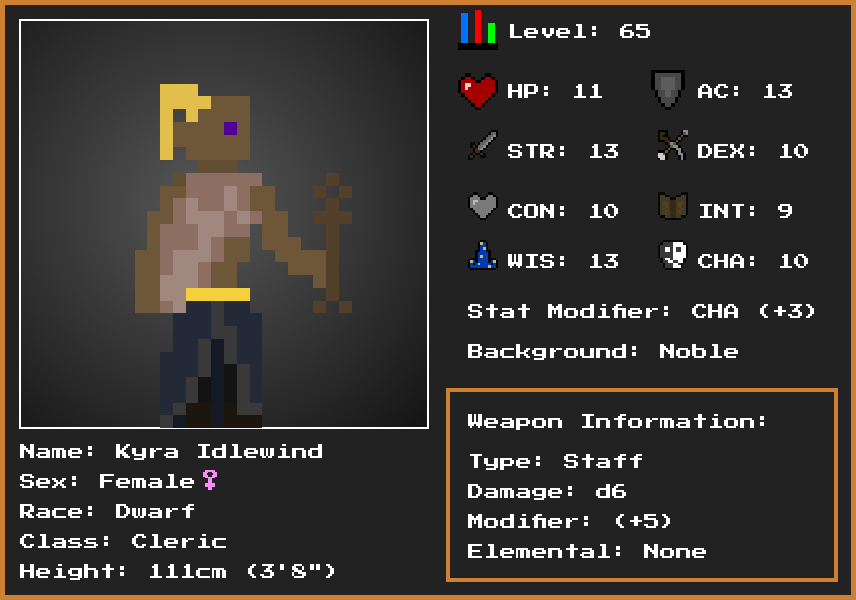 Level: 65
HP: 11 AC: 13
STR: 13 DEX: 10
CON: 10 INT: 9
WIS: 13 CHA: 10
Stat Modifier: CHA (+3)
Background: Noble
Weapon Information:
Type: Staff
Damage: d6
Modifier: (+5)
Elemental: None
Name: Kyra Idlewind
Sex: Female♀
Race: Dwarf
Class: Cleric
Height: 111cm (3'8")